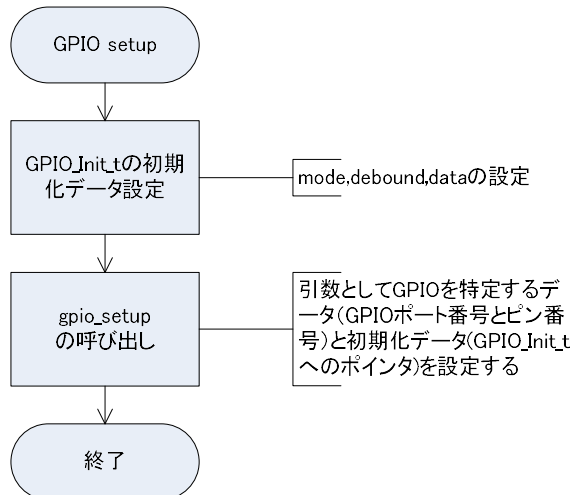 GPIO setup
GPIO_Init_tの初期
化データ設定
mode,debound,dataの設定
gpio_setup
の呼び出し
引数としてGPIOを特定するデ
ータ(GPIOポート番号とピン番
号)と初期化データ(GPIO_Init_t
へのポインタ)を設定する
終了